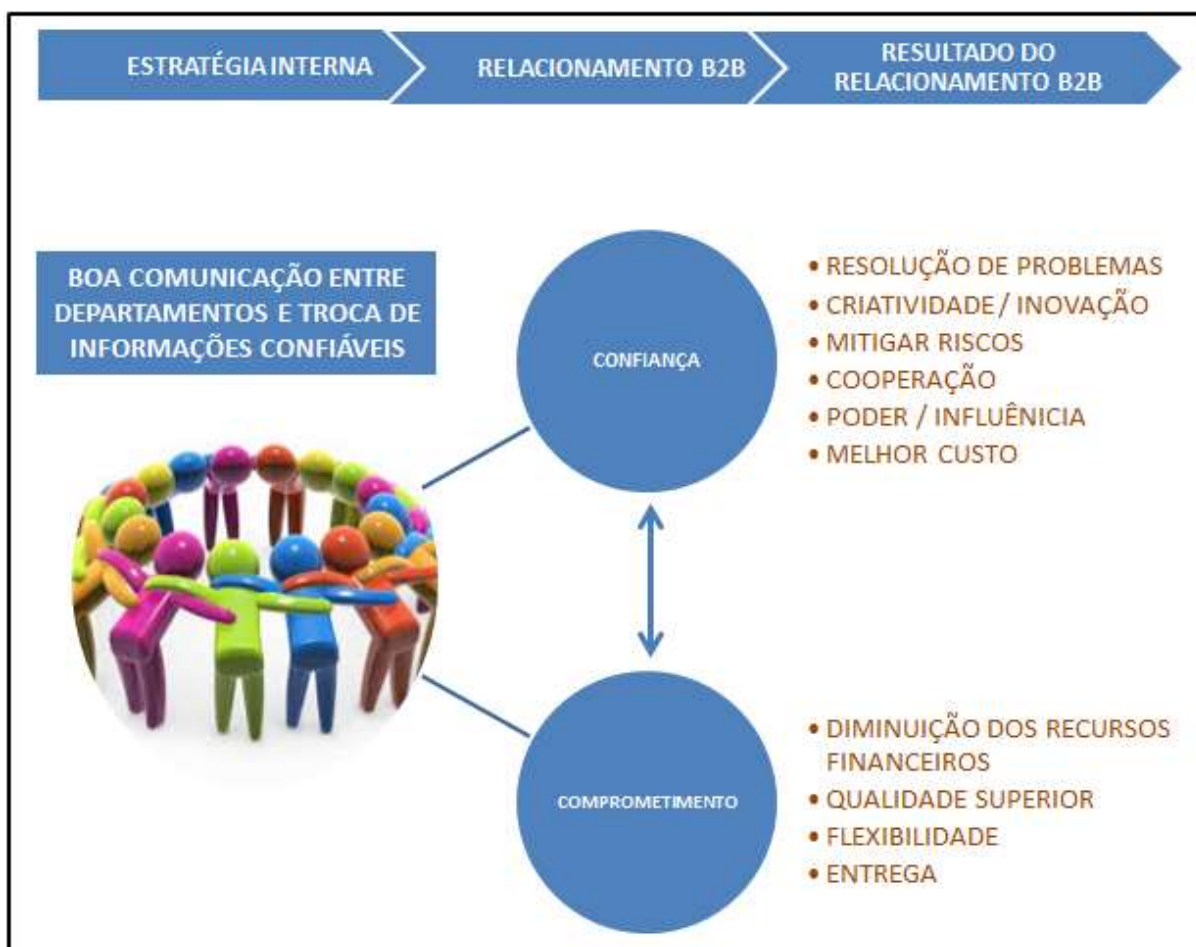 ESTRATÉGIA INTERNA
RELACIONAMENTO B2B
RESULTADO DO
RELACIONAMENTO B2B
BOA COMUNICAÇÃO ENTRE
DEPARTAMENTOS E TROCA DE
INFORMAÇÕES CONFIÁVEIS
CONFIANÇA
• RESOLUÇÃO DE PROBLEMAS
• CRIATIVIDADE / INOVAÇÃO
• MITIGAR RISCOS
• COOPERAÇÃO
• PODER / INFLUÊNICIA
• MELHOR CUSTO
COMPROMETIMENTO
• DIMINUIÇÃO DOS RECURSOS
FINANCEIROS
• QUALIDADE SUPERIOR
• FLEXIBILIDADE
• ENTREGA